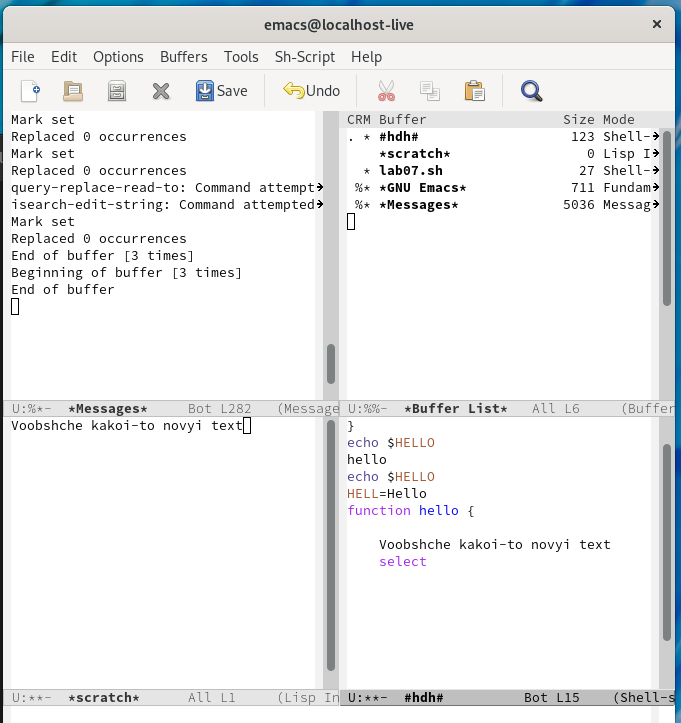 emacs@localhost-live ×
File Edit Options Buffers Tools Sh-Script Help
Save Undo
Mark set
Replaced 0 occurrences
Mark set
Replaced 0 occurrences
query-replace-read-to: Command attempt
isearch-edit-string: Command attempted
Mark set
Replaced 0 occurrences
End of buffer [3 times]
Beginning of buffer [3 times]
End of buffer
U:%*- *Messages* Bot L282 (Message
CRM Buffer Size Mode
. * #hdh# 123 Shell-
*scratch* 0 Lisp I
* lab07.sh 27 Shell-
%* *GNU Emacs* 711 Fundam
%* *Messages* 5036 Messag
U:%%- *Buffer List* All L6 (Buffer
Voobshche kakoi-to novyi text
U:**- *scratch* All L1 (Lisp In
}
echo $HELLO
hello
echo $HELLO
HELL=Hello
function hello {
Voobshche kakoi-to novyi text
select
U:**- #hdh# Bot L15 (Shell-s